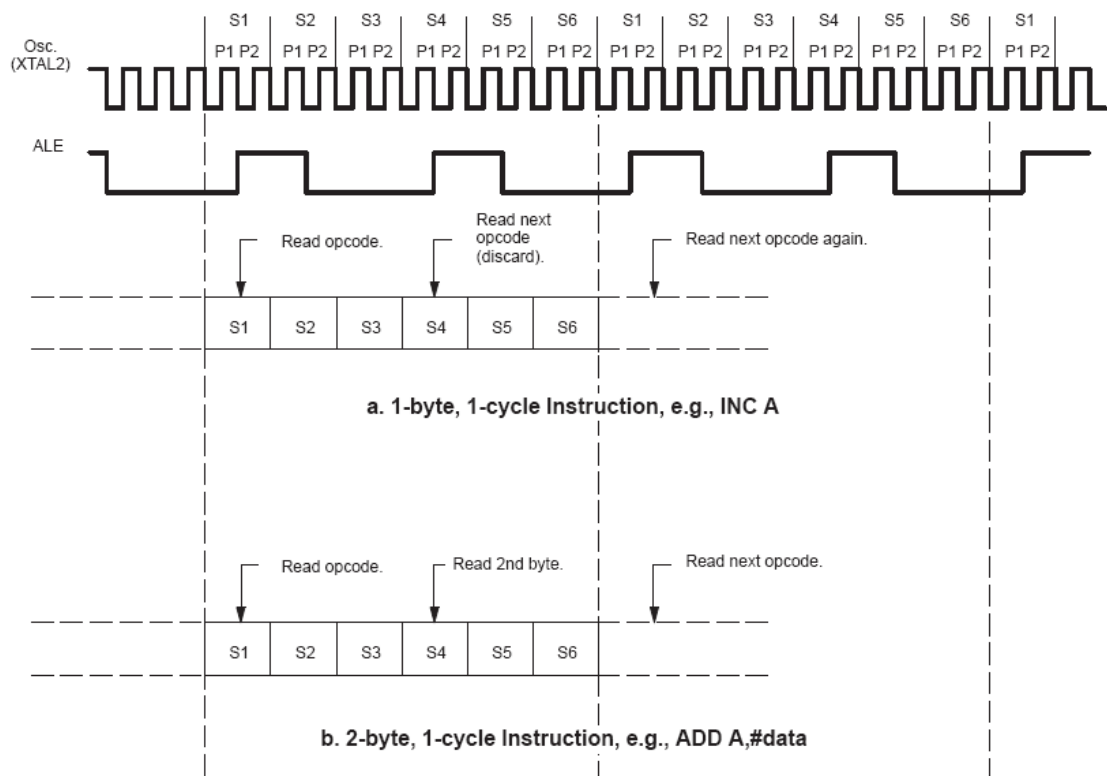 S1 S2 S3 S4 S5 S6 S1 S2 S3 S4 S5 S6 S1
Osc.
(XTAL2)
P1 P2 P1 P2 P1 P2 P1 P2 P1 P2 P1 P2 P1 P2 P1 P2 P1 P2 P1 P2 P1 P2 P1 P2 P1 P2
ALE
Read opcode.
Read next
opcode
(discard).
Read next opcode again.
S1 S2 S3 S4 S5 S6
a. 1-byte, 1-cycle Instruction, e.g., INC A
Read opcode. Read 2nd byte. Read next opcode.
S1 S2 S3 S4 S5 S6
b. 2-byte, 1-cycle Instruction, e.g., ADD A,#data